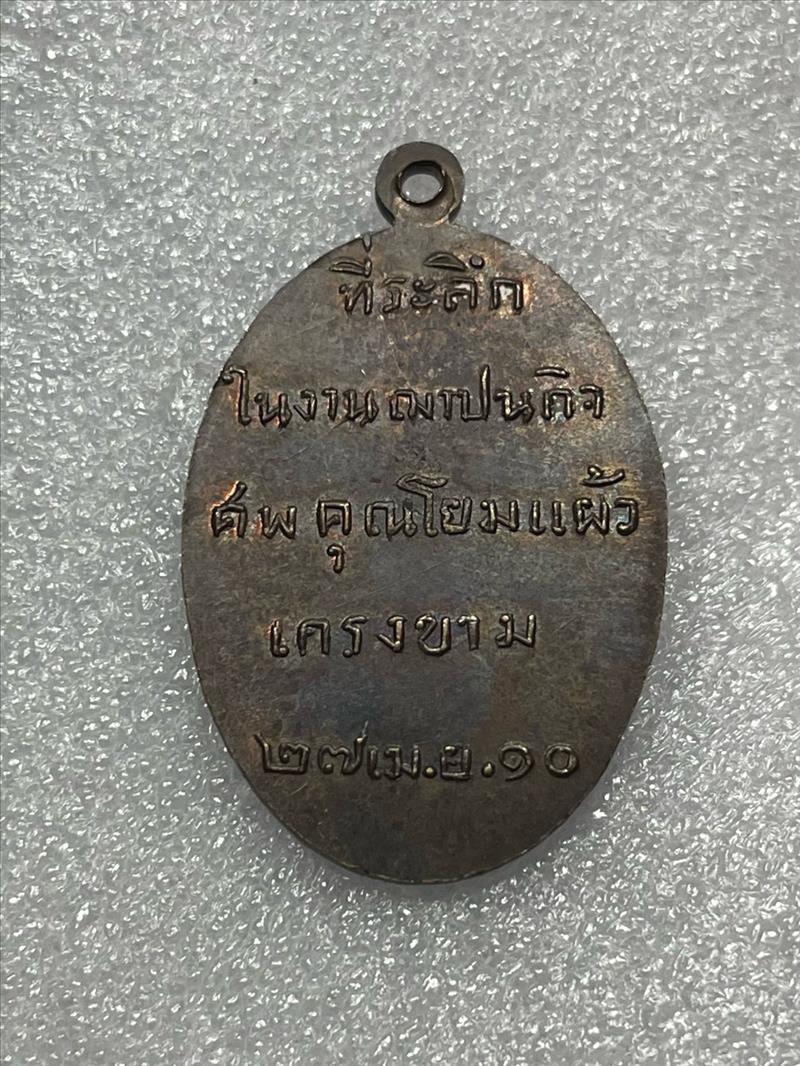 ที่ระลึก
ในงานฌาปนกิจ
ศพ คุณโยมแผ้ว
เครงขาม
๒๗ เม.ย.๑๐